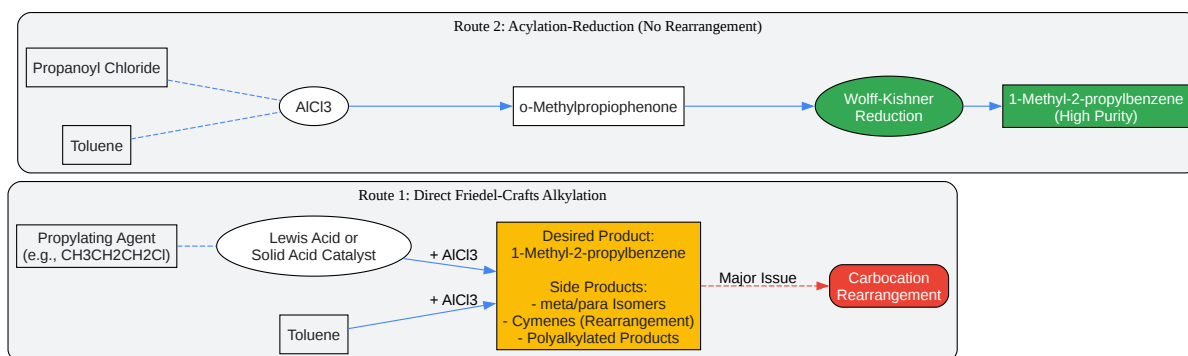 Route 2: Acylation-Reduction (No Rearrangement)
Propanoyl Chloride
Toluene
AlCl3
o-Methylpropiophenone
Wolff-Kishner
Reduction
1-Methyl-2-propylbenzene
(High Purity)
Route 1: Direct Friedel-Crafts Alkylation
Propylating Agent
(e.g., CH3CH2CH2Cl)
Lewis Acid or
Solid Acid Catalyst
+ AlCl3
Toluene
+ AlCl3
Desired Product:
1-Methyl-2-propylbenzene
Side Products:
- meta/para Isomers
- Cymenes (Rearrangement)
- Polyalkylated Products
Major Issue
Carbocation
Rearrangement